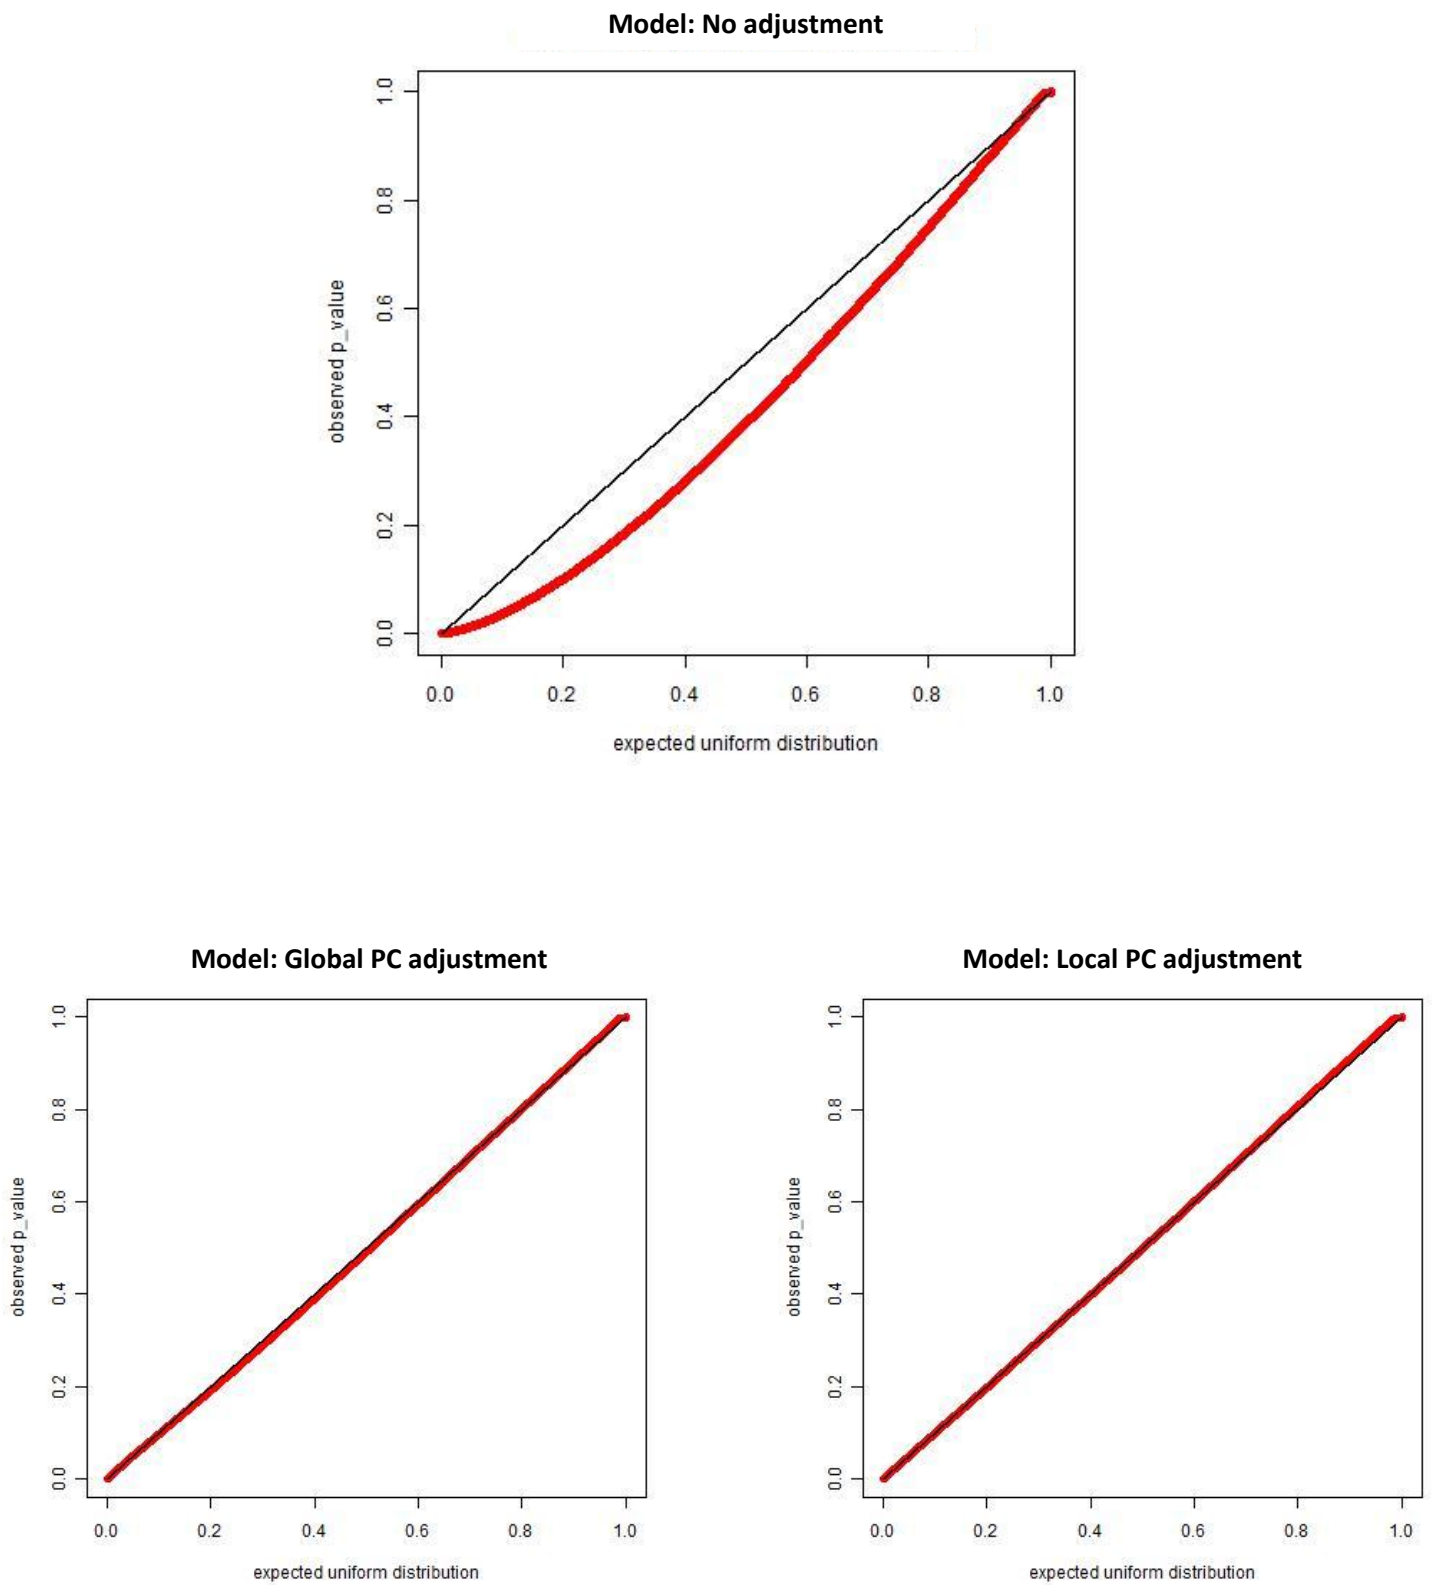 Model: No adjustment
1.0
0.8
0.6
0.4
0.2
0.0
observed p_value
0.0 0.2 0.4 0.6 0.8 1.0
expected uniform distribution
Model: Global PC adjustment
1.0
0.8
0.6
0.4
0.2
0.0
observed p_value
0.0 0.2 0.4 0.6 0.8 1.0
expected uniform distribution
Model: Local PC adjustment
1.0
0.8
0.6
0.4
0.2
0.0
observed p_value
0.0 0.2 0.4 0.6 0.8 1.0
expected uniform distribution